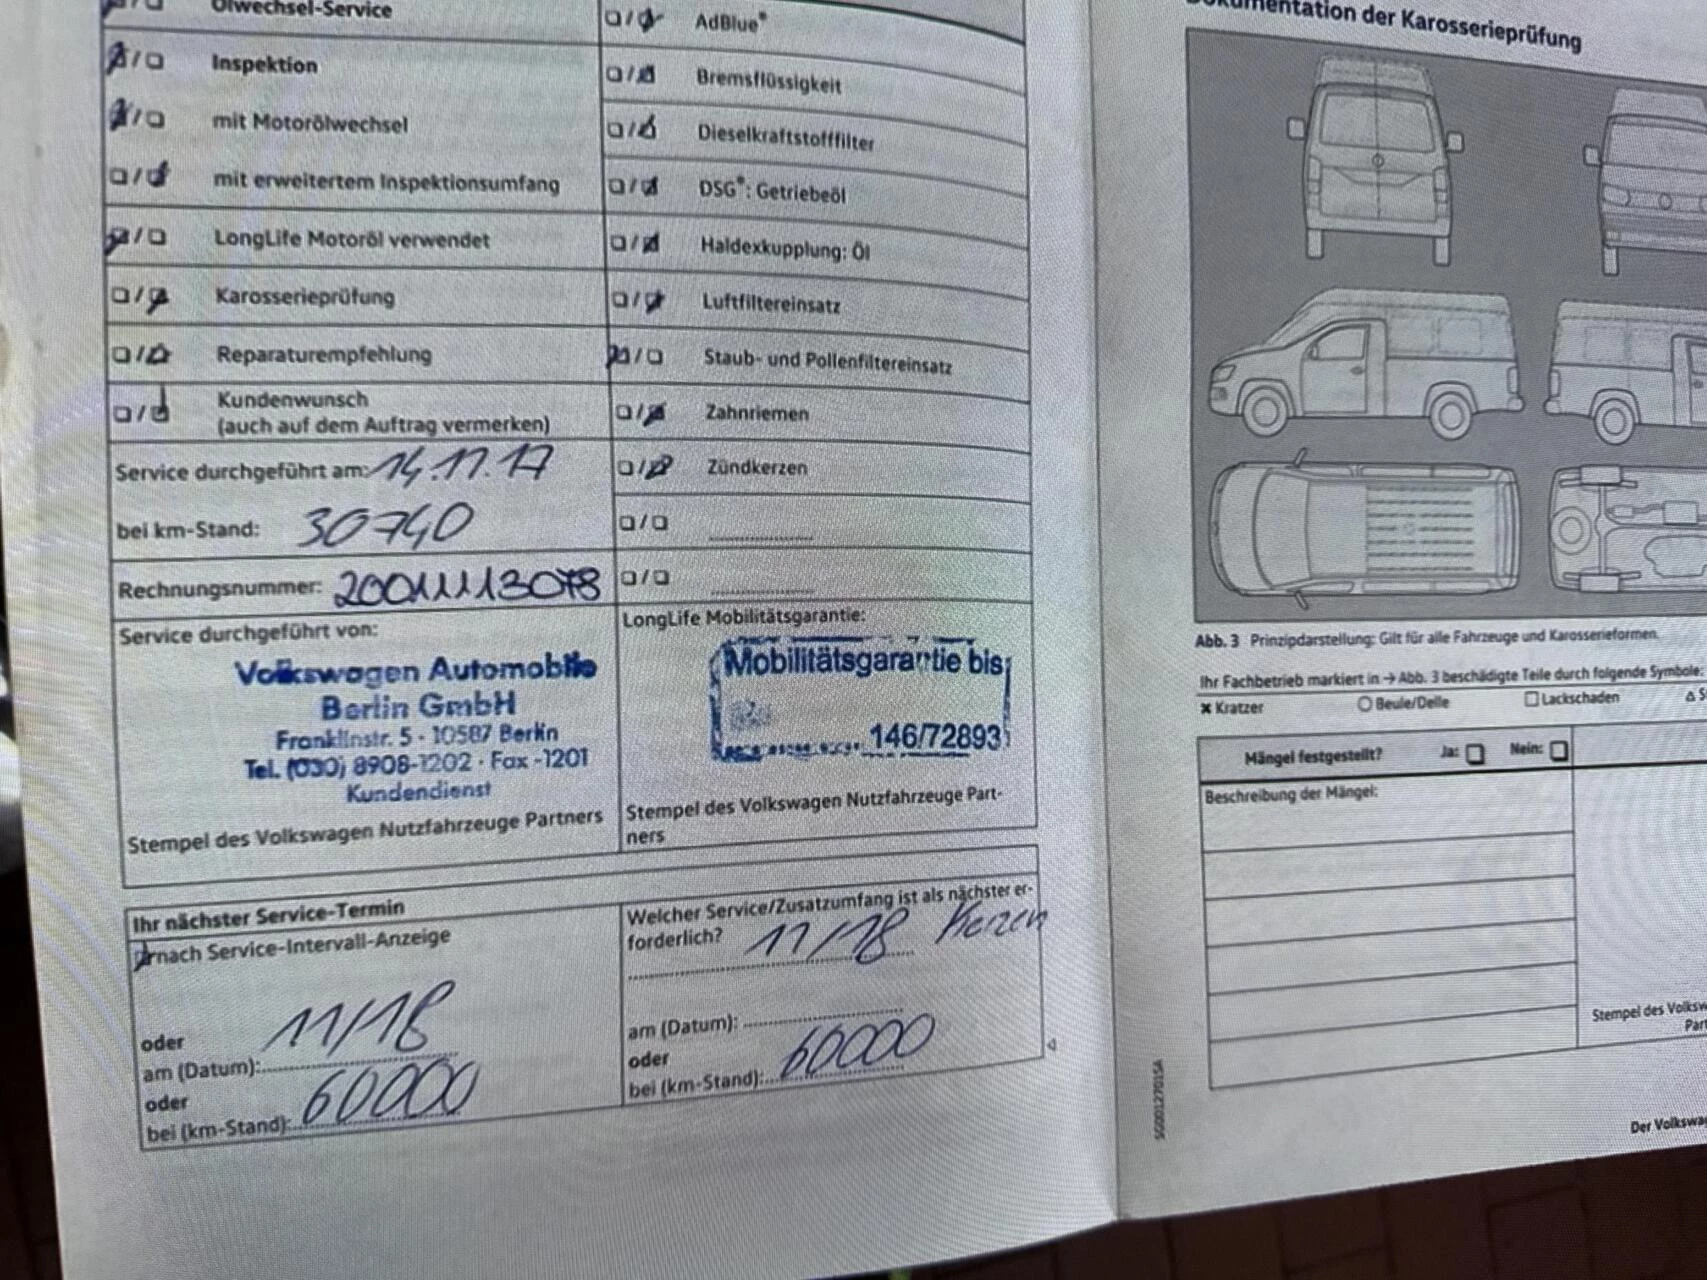 Ölwechsel-Service
Inspektion
mit Motorölwechsel
mit erweitertem Inspektionsumfang
LongLife Motoröl verwendet
Karosserieprüfung
Reparaturempfehlung
Kundenwunsch
(auch auf dem Auftrag vermerken)
Service durchgeführt am: 14.11.17
bei km-Stand: 30740
Rechnungsnummer: 20011113078
Service durchgeführt von:
Volkswagen Automobile
Berlin GmbH
Franklinstr. 5 · 10587 Berlin
Tel. (030) 8908-1202 · Fax -1201
Kundendienst
Stempel des Volkswagen Nutzfahrzeuge Partners
AdBlue®
Bremsflüssigkeit
Dieselkraftstofffilter
DSG®: Getriebeöl
Haldexkupplung: Öl
Luftfiltereinsatz
Staub- und Pollenfiltereinsatz
Zahnriemen
Zündkerzen
LongLife Mobilitätsgarantie:
Mobilitätsgarantie bis
146/72893
Stempel des Volkswagen Nutzfahrzeuge Part-
ners
Ihr nächster Service-Termin
nach Service-Intervall-Anzeige
oder
am (Datum): 11/18
oder
bei (km-Stand): 60000
Welcher Service/Zusatzumfang ist als nächster er-
forderlich? 11/18 Kerzen
am (Datum):
oder
bei (km-Stand): 60000
Dokumentation der Karosserieprüfung
Abb. 3 Prinzipdarstellung: Gilt für alle Fahrzeuge und Karosserieformen.
Ihr Fachbetrieb markiert in → Abb. 3 beschädigte Teile durch folgende Symbole:
Kratzer Beule/Delle Lackschaden
Mängel festgestellt? Ja: Nein:
Beschreibung der Mängel:
Stempel des Volksw
Part
SG00127015A
Der Volkswag